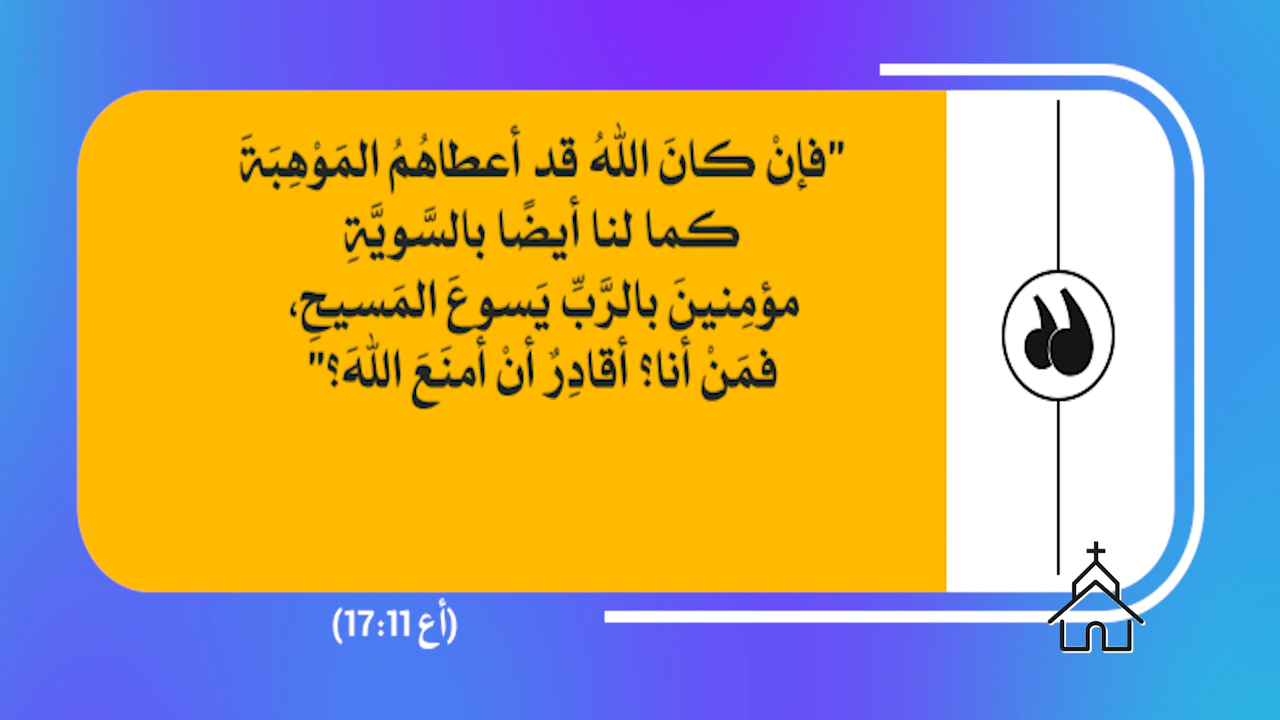 "فإنْ كانَ اللهُ قد أعطاهُمُ المَوْهِبَةَ
كما لنا أيضًا بالسَّويَّةِ
مؤمِنينَ بالرَّبِّ يَسوعَ المَسيحِ،
فمَنْ أنا؟ أقادِرٌ أنْ أمنَعَ اللهَ؟"
(أع 17:11)